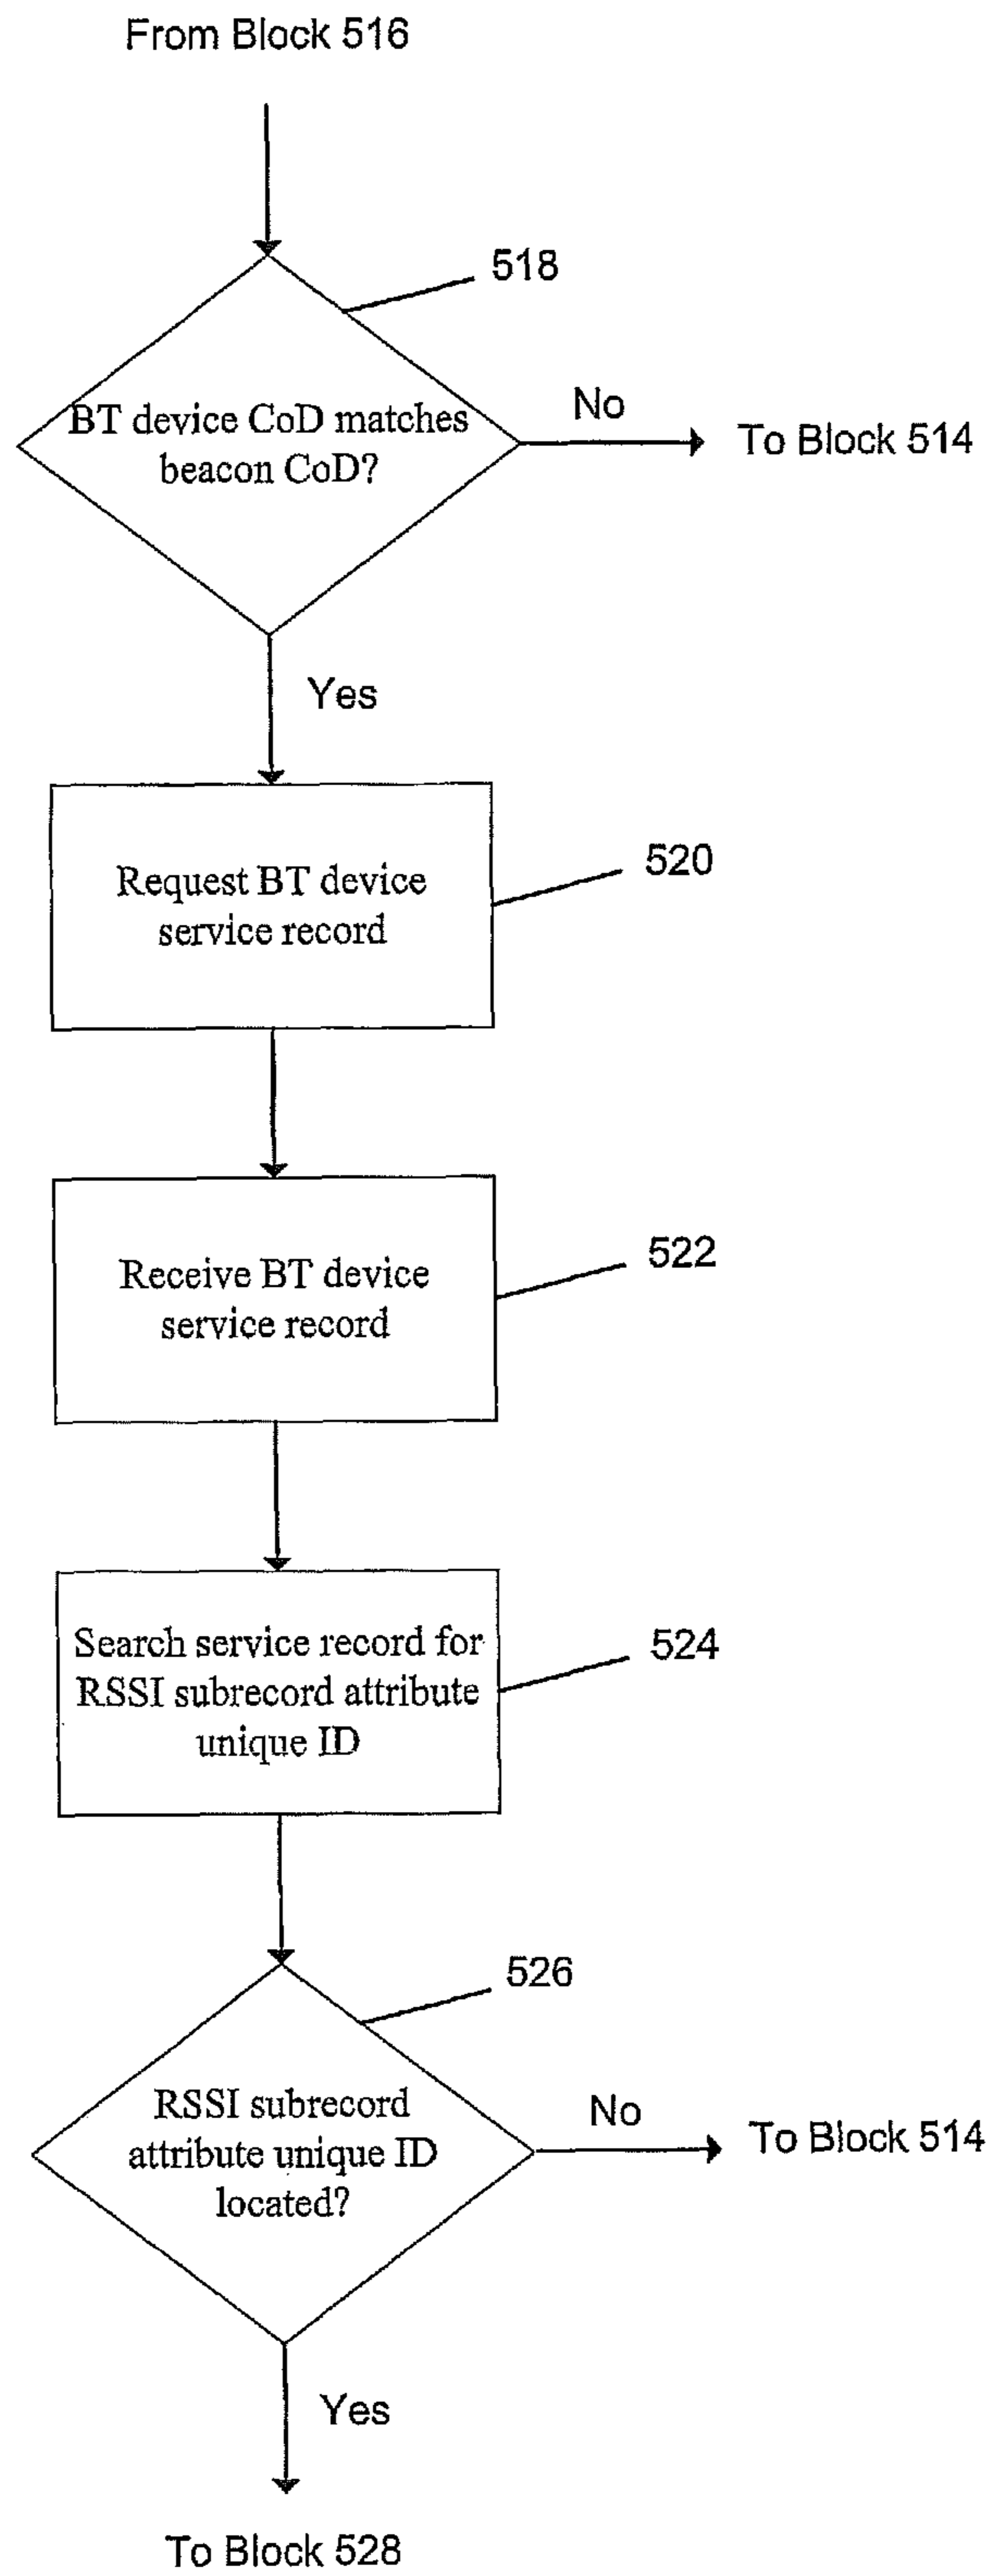 From Block 516
518
BT device CoD matches
beacon CoD?
No
To Block 514
Yes
Request BT device
service record
520
Receive BT device
service record
522
Search service record for
RSSI subrecord attribute
unique ID
524
526
RSSI subrecord
attribute unique ID
located?
No
To Block 514
Yes
To Block 528